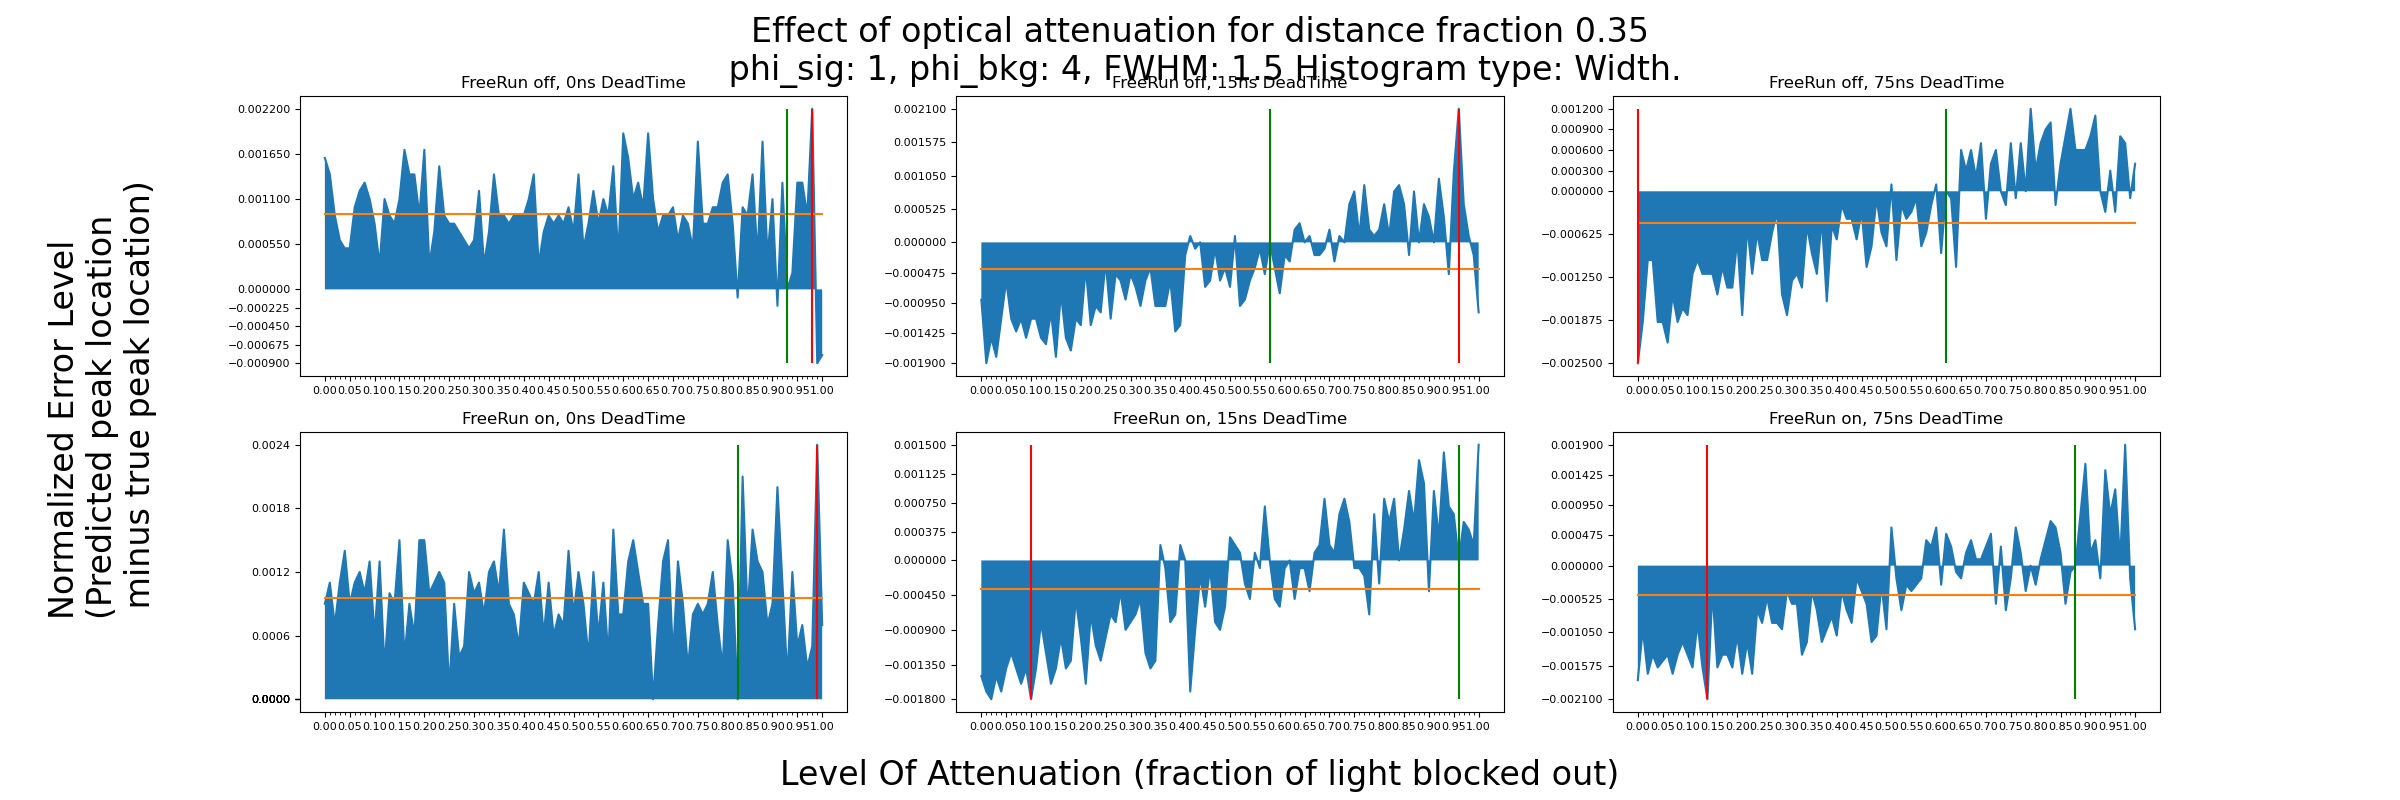 Effect of optical attenuation for distance fraction 0.35
phi_sig: 1, phi_bkg: 4, FWHM: 1.5 Histogram type: Width.
Normalized Error Level
(Predicted peak location
minus true peak location)
FreeRun off, 0ns DeadTime
0.002200
0.001650
0.001100
0.000550
0.000000
−0.000225
−0.000450
−0.000675
−0.000900
0.00 0.05 0.10 0.15 0.20 0.25 0.30 0.35 0.40 0.45 0.50 0.55 0.60 0.65 0.70 0.75 0.80 0.85 0.90 0.95 1.00
FreeRun off, 15ns DeadTime
0.002100
0.001575
0.001050
0.000525
0.000000
−0.000475
−0.000950
−0.001425
−0.001900
0.00 0.05 0.10 0.15 0.20 0.25 0.30 0.35 0.40 0.45 0.50 0.55 0.60 0.65 0.70 0.75 0.80 0.85 0.90 0.95 1.00
FreeRun off, 75ns DeadTime
0.001200
0.000900
0.000600
0.000300
0.000000
−0.000625
−0.001250
−0.001875
−0.002500
0.00 0.05 0.10 0.15 0.20 0.25 0.30 0.35 0.40 0.45 0.50 0.55 0.60 0.65 0.70 0.75 0.80 0.85 0.90 0.95 1.00
FreeRun on, 0ns DeadTime
0.0024
0.0018
0.0012
0.0006
0.0000
0.00 0.05 0.10 0.15 0.20 0.25 0.30 0.35 0.40 0.45 0.50 0.55 0.60 0.65 0.70 0.75 0.80 0.85 0.90 0.95 1.00
FreeRun on, 15ns DeadTime
0.001500
0.001125
0.000750
0.000375
0.000000
−0.000450
−0.000900
−0.001350
−0.001800
0.00 0.05 0.10 0.15 0.20 0.25 0.30 0.35 0.40 0.45 0.50 0.55 0.60 0.65 0.70 0.75 0.80 0.85 0.90 0.95 1.00
FreeRun on, 75ns DeadTime
0.001900
0.001425
0.000950
0.000475
0.000000
−0.000525
−0.001050
−0.001575
−0.002100
0.00 0.05 0.10 0.15 0.20 0.25 0.30 0.35 0.40 0.45 0.50 0.55 0.60 0.65 0.70 0.75 0.80 0.85 0.90 0.95 1.00
Level Of Attenuation (fraction of light blocked out)